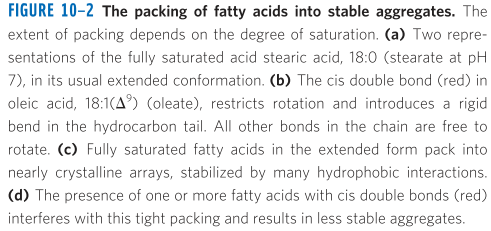 FIGURE 10–2 The packing of fatty acids into stable aggregates. The
extent of packing depends on the degree of saturation. (a) Two repre-
sentations of the fully saturated acid stearic acid, 18:0 (stearate at pH
7), in its usual extended conformation. (b) The cis double bond (red) in
oleic acid, 18:1(Δ⁹) (oleate), restricts rotation and introduces a rigid
bend in the hydrocarbon tail. All other bonds in the chain are free to
rotate. (c) Fully saturated fatty acids in the extended form pack into
nearly crystalline arrays, stabilized by many hydrophobic interactions.
(d) The presence of one or more fatty acids with cis double bonds (red)
interferes with this tight packing and results in less stable aggregates.